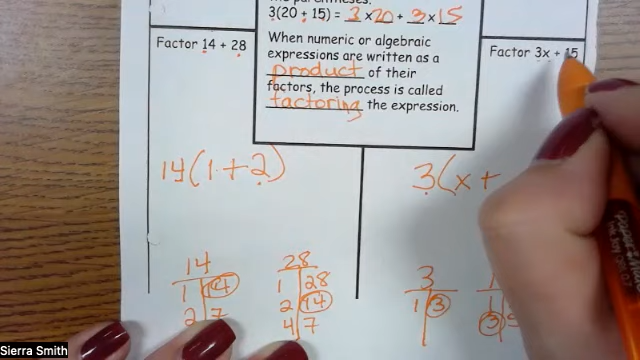 3(20 + 15) = 3 x 20 + 3 x 15
Factor 14 + 28
When numeric or algebraic
expressions are written as a
product of their
factors, the process is called
factoring the expression.
Factor 3x + 15
14(1 + 2)
3(x +
14
1 14
2 7
28
1 28
2 14
4 7
3
1 3
1
3
Sierra Smith